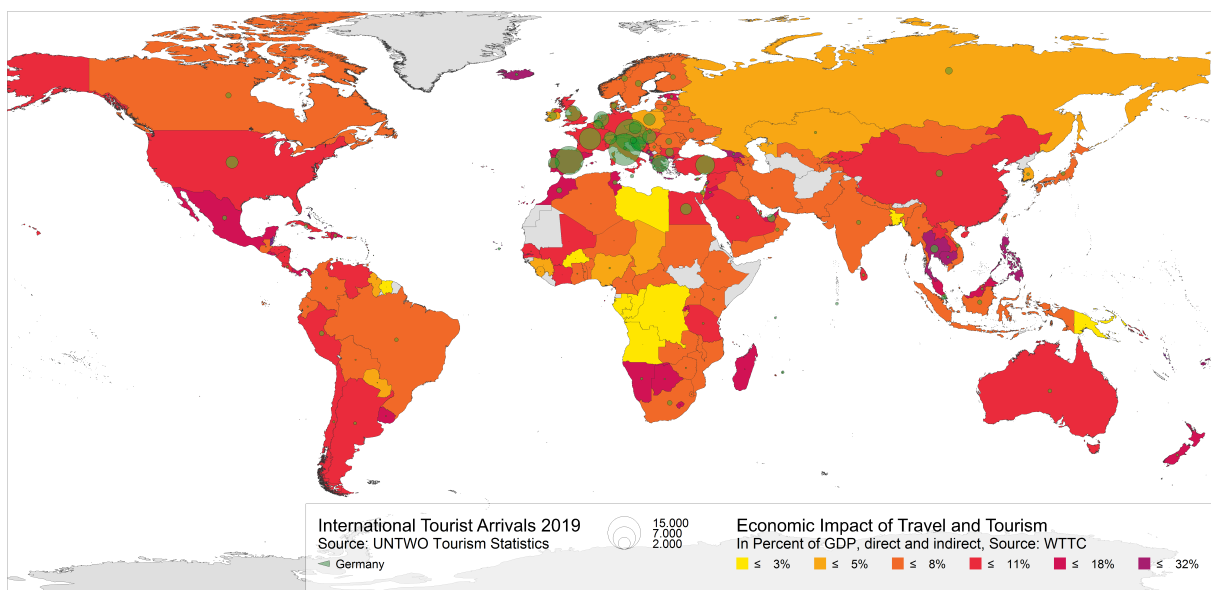 International Tourist Arrivals 2019
Source: UNTWO Tourism Statistics
Germany
15.000
7.000
2.000
Economic Impact of Travel and Tourism
In Percent of GDP, direct and indirect, Source: WTTC
≤ 3% ≤ 5% ≤ 8% ≤ 11% ≤ 18% ≤ 32%